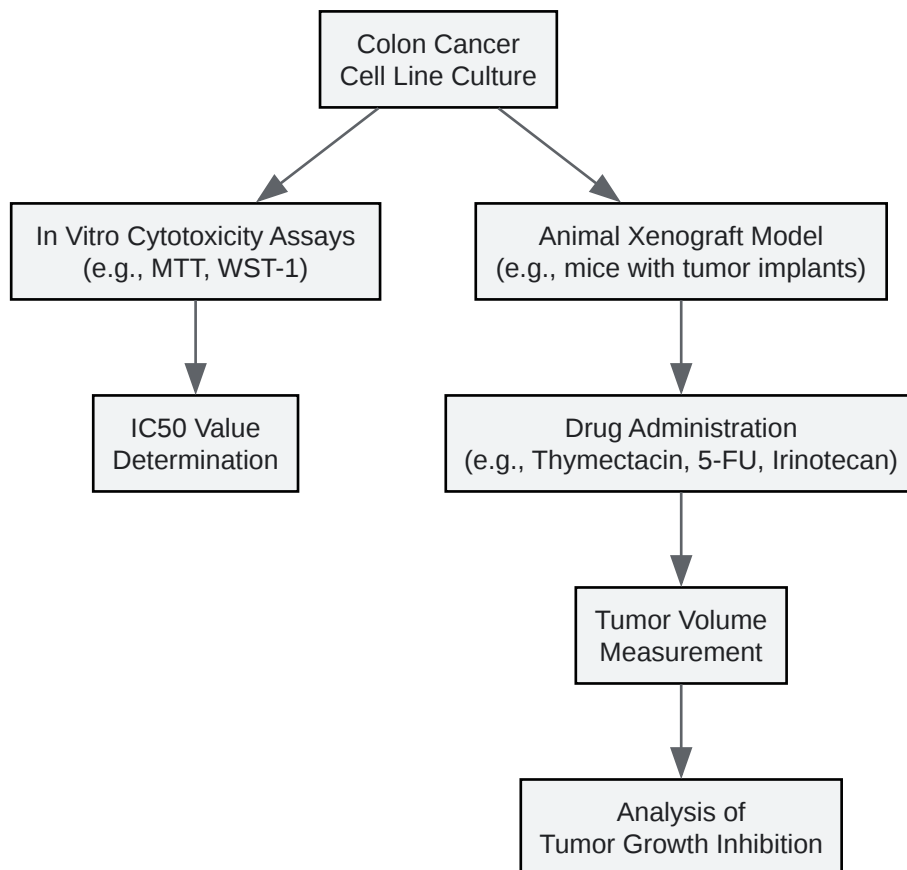 Colon Cancer
Cell Line Culture
In Vitro Cytotoxicity Assays
(e.g., MTT, WST-1)
Animal Xenograft Model
(e.g., mice with tumor implants)
IC50 Value
Determination
Drug Administration
(e.g., Thymectacin, 5-FU, Irinotecan)
Tumor Volume
Measurement
Analysis of
Tumor Growth Inhibition